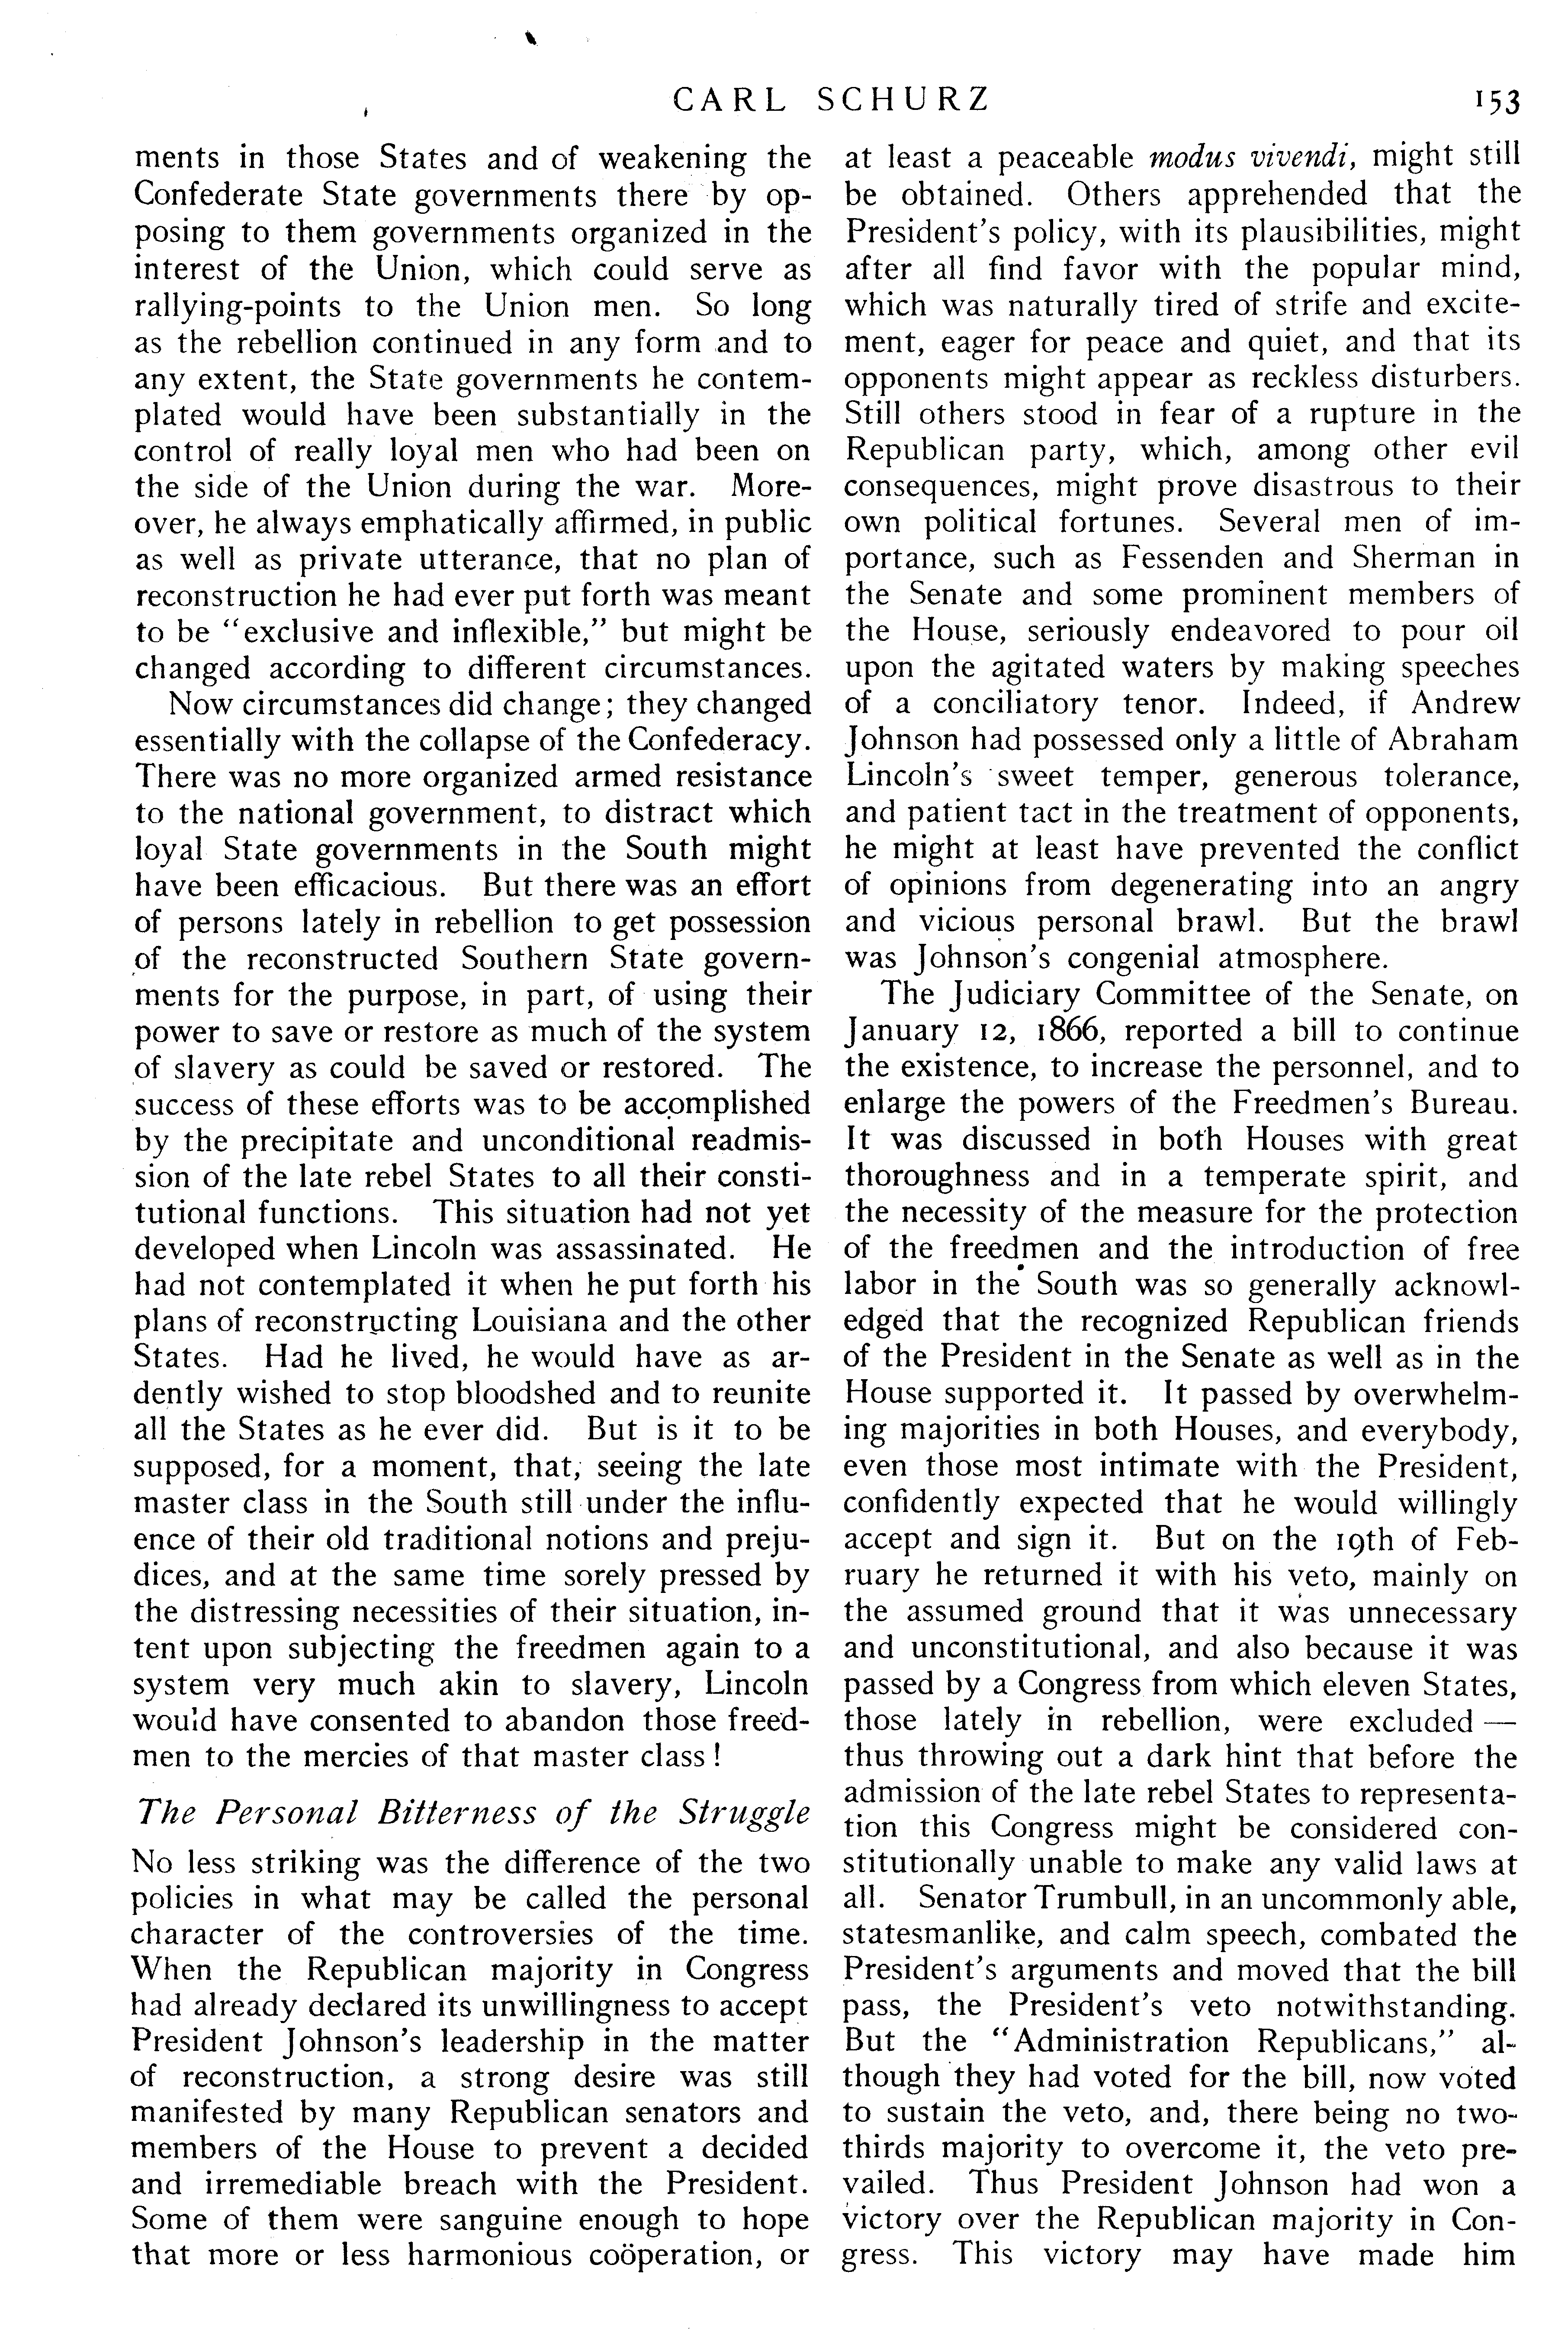 CARL SCHURZ 153
ments in those States and of weakening the
Confederate State governments there by op-
posing to them governments organized in the
interest of the Union, which could serve as
rallying-points to the Union men. So long
as the rebellion continued in any form and to
any extent, the State governments he contem-
plated would have been substantially in the
control of really loyal men who had been on
the side of the Union during the war. More-
over, he always emphatically affirmed, in public
as well as private utterance, that no plan of
reconstruction he had ever put forth was meant
to be “exclusive and inflexible,” but might be
changed according to different circumstances.
Now circumstances did change; they changed
essentially with the collapse of the Confederacy.
There was no more organized armed resistance
to the national government, to distract which
loyal State governments in the South might
have been efficacious. But there was an effort
of persons lately in rebellion to get possession
of the reconstructed Southern State govern-
ments for the purpose, in part, of using their
power to save or restore as much of the system
of slavery as could be saved or restored. The
success of these efforts was to be accomplished
by the precipitate and unconditional readmis-
sion of the late rebel States to all their consti-
tutional functions. This situation had not yet
developed when Lincoln was assassinated. He
had not contemplated it when he put forth his
plans of reconstructing Louisiana and the other
States. Had he lived, he would have as ar-
dently wished to stop bloodshed and to reunite
all the States as he ever did. But is it to be
supposed, for a moment, that, seeing the late
master class in the South still under the influ-
ence of their old traditional notions and preju-
dices, and at the same time sorely pressed by
the distressing necessities of their situation, in-
tent upon subjecting the freedmen again to a
system very much akin to slavery, Lincoln
would have consented to abandon those freed-
men to the mercies of that master class!
The Personal Bitterness of the Struggle
No less striking was the difference of the two
policies in what may be called the personal
character of the controversies of the time.
When the Republican majority in Congress
had already declared its unwillingness to accept
President Johnson’s leadership in the matter
of reconstruction, a strong desire was still
manifested by many Republican senators and
members of the House to prevent a decided
and irremediable breach with the President.
Some of them were sanguine enough to hope
that more or less harmonious coöperation, or
at least a peaceable modus vivendi, might still
be obtained. Others apprehended that the
President’s policy, with its plausibilities, might
after all find favor with the popular mind,
which was naturally tired of strife and excite-
ment, eager for peace and quiet, and that its
opponents might appear as reckless disturbers.
Still others stood in fear of a rupture in the
Republican party, which, among other evil
consequences, might prove disastrous to their
own political fortunes. Several men of im-
portance, such as Fessenden and Sherman in
the Senate and some prominent members of
the House, seriously endeavored to pour oil
upon the agitated waters by making speeches
of a conciliatory tenor. Indeed, if Andrew
Johnson had possessed only a little of Abraham
Lincoln’s sweet temper, generous tolerance,
and patient tact in the treatment of opponents,
he might at least have prevented the conflict
of opinions from degenerating into an angry
and vicious personal brawl. But the brawl
was Johnson’s congenial atmosphere.
The Judiciary Committee of the Senate, on
January 12, 1866, reported a bill to continue
the existence, to increase the personnel, and to
enlarge the powers of the Freedmen’s Bureau.
It was discussed in both Houses with great
thoroughness and in a temperate spirit, and
the necessity of the measure for the protection
of the freedmen and the introduction of free
labor in the South was so generally acknowl-
edged that the recognized Republican friends
of the President in the Senate as well as in the
House supported it. It passed by overwhelm-
ing majorities in both Houses, and everybody,
even those most intimate with the President,
confidently expected that he would willingly
accept and sign it. But on the 19th of Feb-
ruary he returned it with his veto, mainly on
the assumed ground that it was unnecessary
and unconstitutional, and also because it was
passed by a Congress from which eleven States,
those lately in rebellion, were excluded —
thus throwing out a dark hint that before the
admission of the late rebel States to representa-
tion this Congress might be considered con-
stitutionally unable to make any valid laws at
all. Senator Trumbull, in an uncommonly able,
statesmanlike, and calm speech, combated the
President’s arguments and moved that the bill
pass, the President’s veto notwithstanding.
But the “Administration Republicans,” al-
though they had voted for the bill, now voted
to sustain the veto, and, there being no two-
thirds majority to overcome it, the veto pre-
vailed. Thus President Johnson had won a
victory over the Republican majority in Con-
gress. This victory may have made him